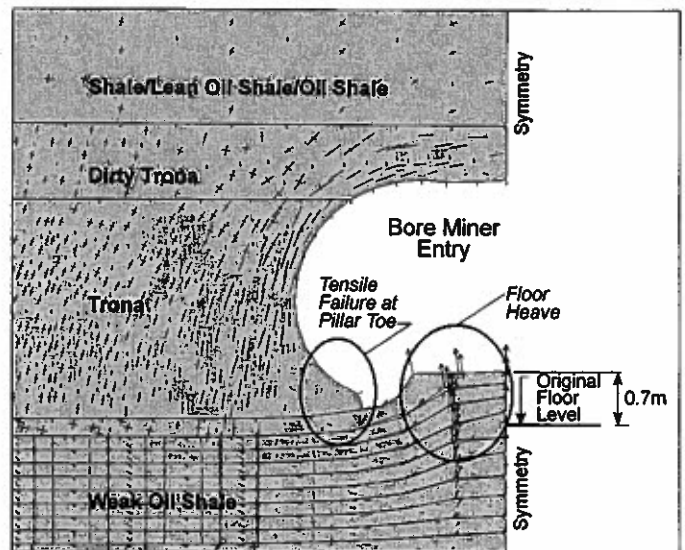 Shale/Lean Oil Shale/Oil Shale
Symmetry
Dirty Trona
Bore Miner
Entry
Trona
Tensile
Failure at
Pillar Toe
Floor
Heave
Original
Floor
Level
0.7m
Weak Oil Shale
Symmetry